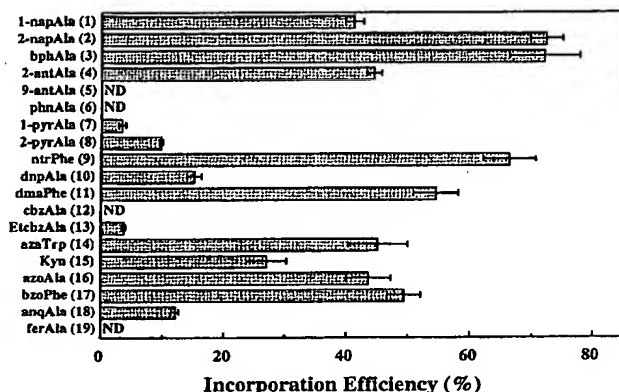 1-napAla (1)
2-napAla (2)
bphAla (3)
2-antAla (4)
9-antAla (5) ND
phnAla (6) ND
1-pyrAla (7)
2-pyrAla (8)
ntrPhe (9)
dnpAla (10)
dmaPhe (11)
cbzAla (12) ND
EtcbzAla (13)
azaTrp (14)
Kyn (15)
azoAla (16)
bzoPhe (17)
anqAla (18)
ferAla (19) ND
0 20 40 60 80
Incorporation Efficiency (%)